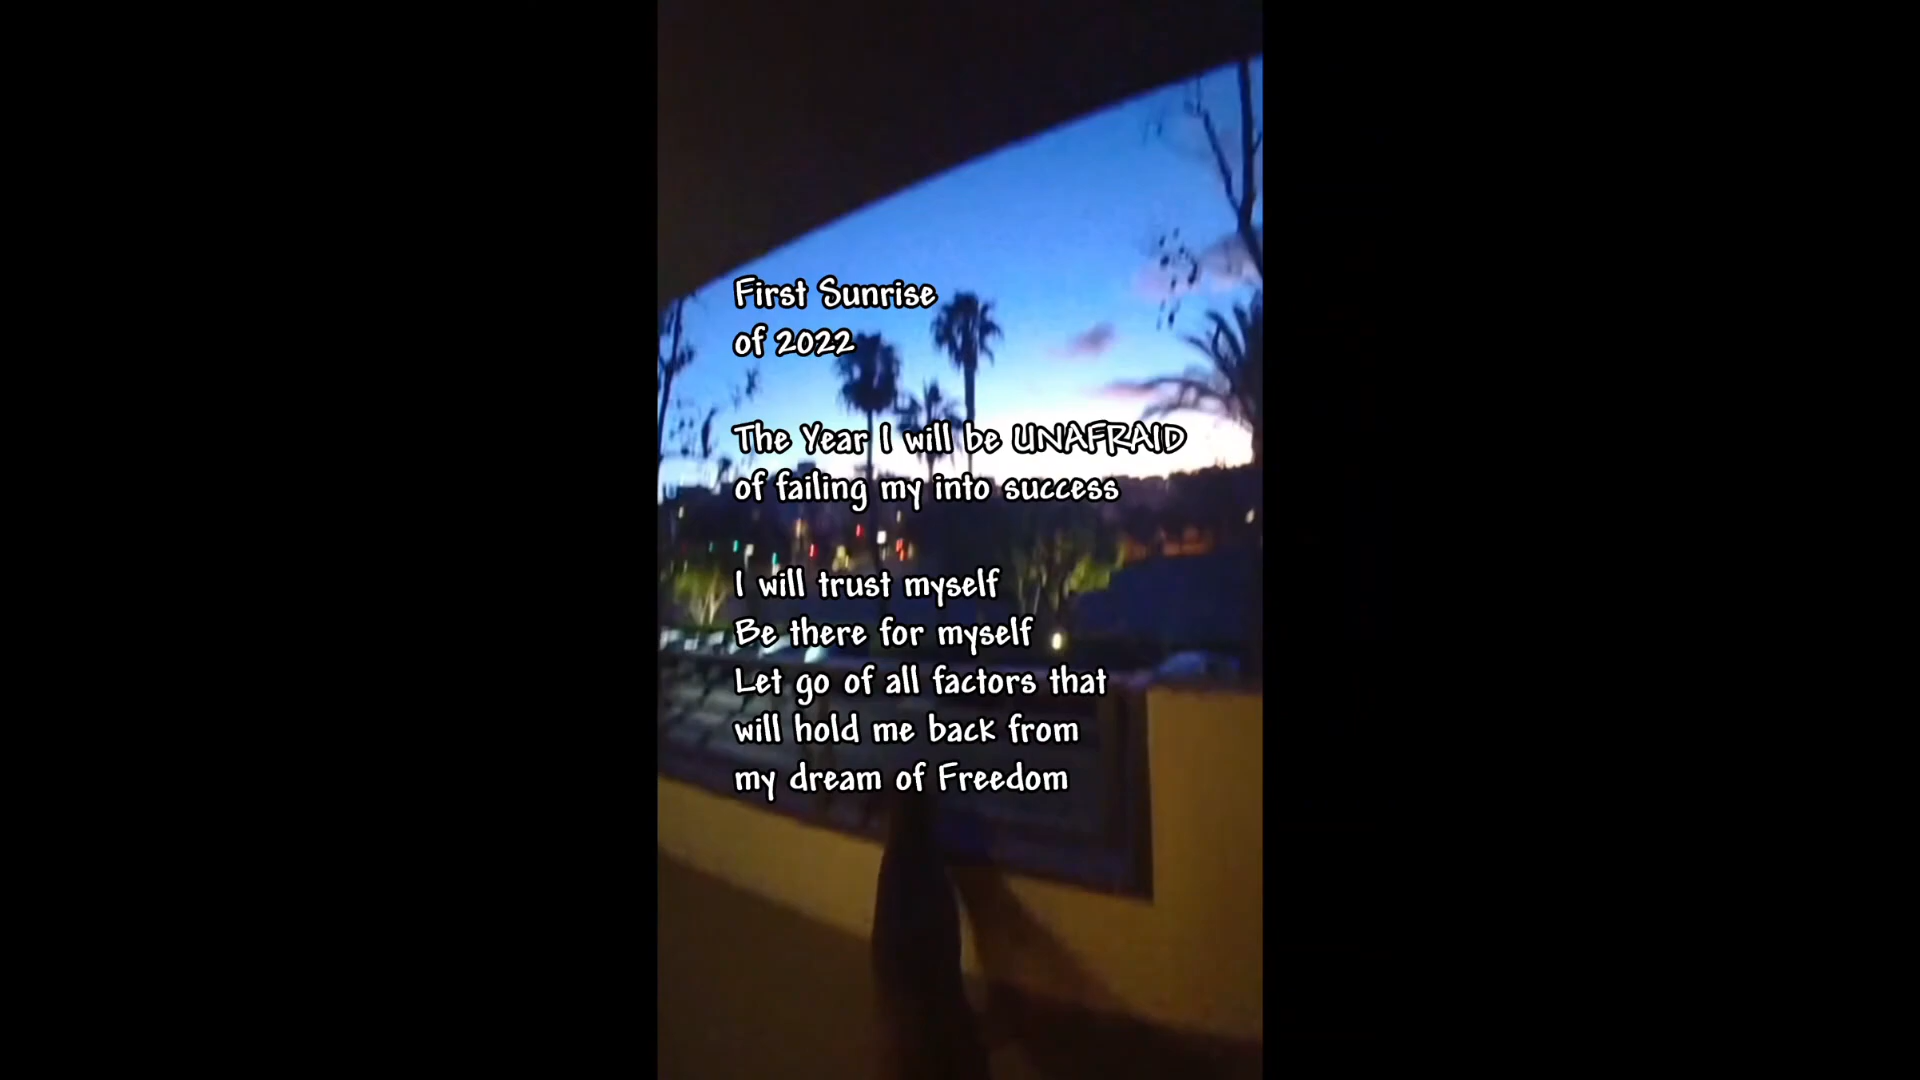 First Sunrise
of 2022
The Year I will be UNAFRAID
of failing my into success
I will trust myself
Be there for myself
Let go of all factors that
will hold me back from
my dream of Freedom